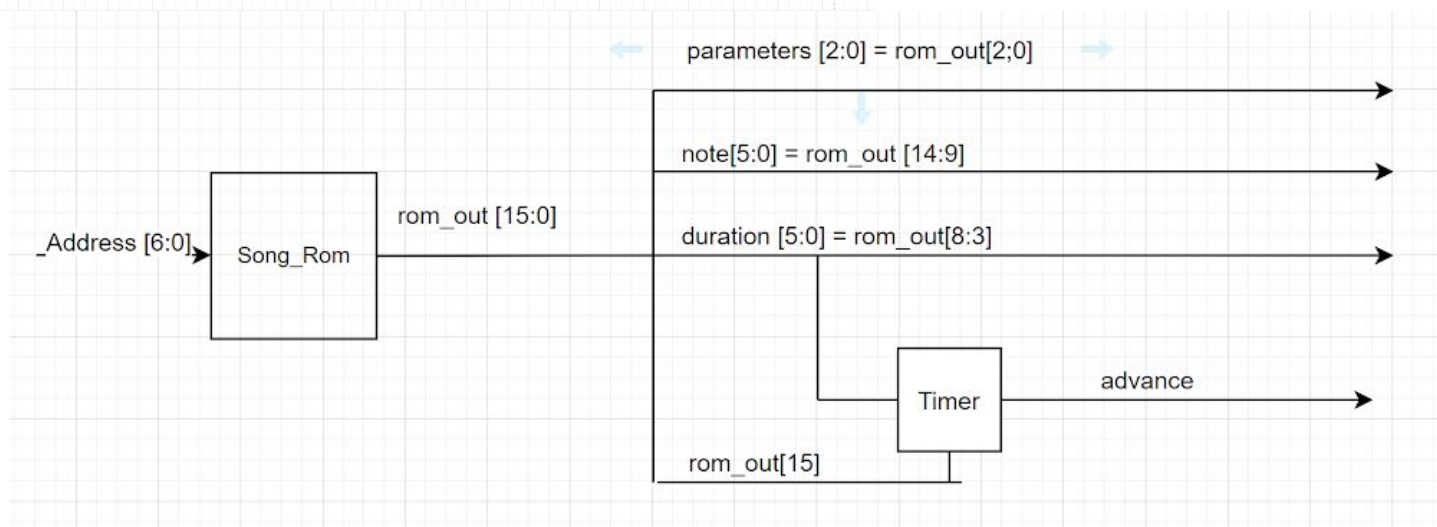 parameters [2:0] = rom_out[2;0]
note[5:0] = rom_out [14:9]
rom_out [15:0]
_Address [6:0]
Song_Rom
duration [5:0] = rom_out[8:3]
advance
Timer
rom_out[15]